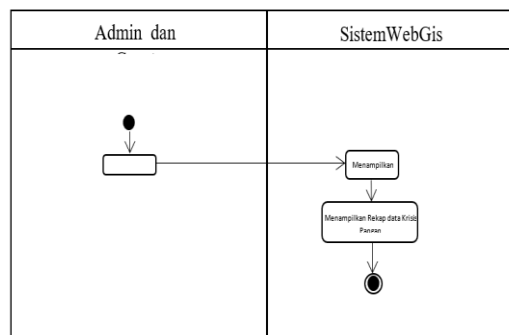 Admin dan
SistemWebGis
Menampilkan
Menampilkan Rekap data Krisis
Pangan